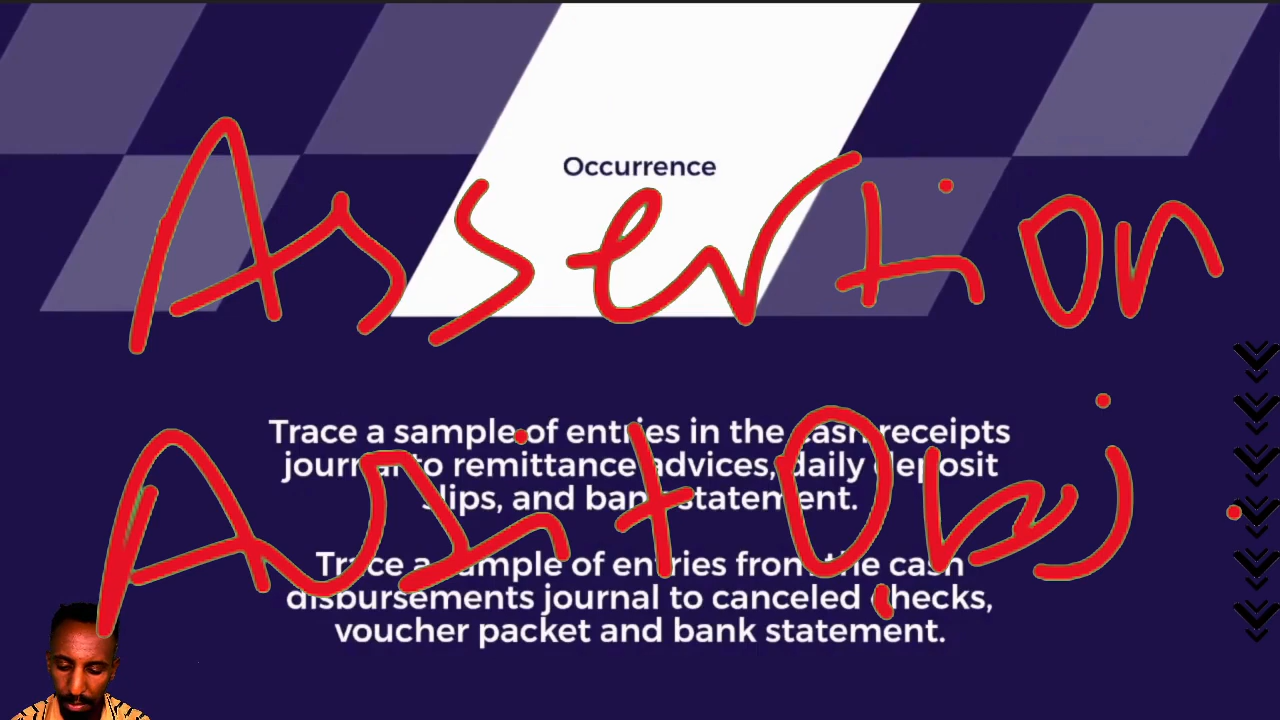 Occurrence
Assertion
Trace a sample of entries in the cash receipts
journal to remittance advices, daily deposit
slips, and bank statement.
Audit Obj.
Trace a sample of entries from the cash
disbursements journal to canceled checks,
voucher packet and bank statement.